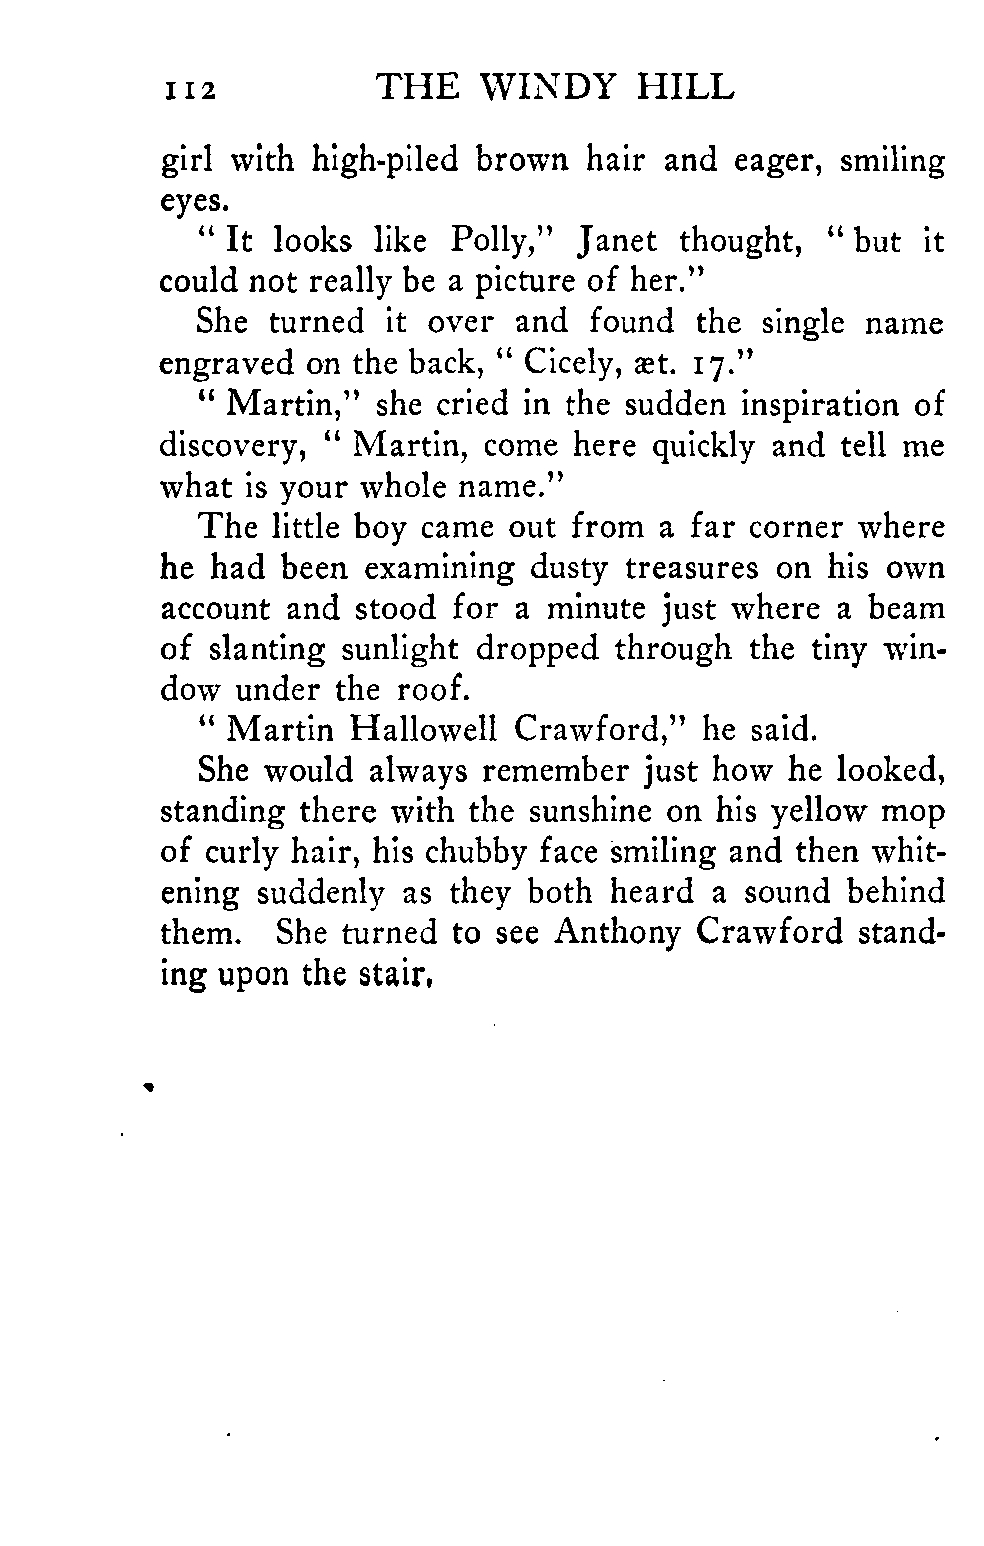 112 THE WINDY HILL
girl with high-piled brown hair and eager, smiling
eyes.
" It looks like Polly," Janet thought, " but it
could not really be a picture of her."
She turned it over and found the single name
engraved on the back, " Cicely, æt. 17."
" Martin," she cried in the sudden inspiration of
discovery, " Martin, come here quickly and tell me
what is your whole name."
The little boy came out from a far corner where
he had been examining dusty treasures on his own
account and stood for a minute just where a beam
of slanting sunlight dropped through the tiny win-
dow under the roof.
" Martin Hallowell Crawford," he said.
She would always remember just how he looked,
standing there with the sunshine on his yellow mop
of curly hair, his chubby face smiling and then whit-
ening suddenly as they both heard a sound behind
them. She turned to see Anthony Crawford stand-
ing upon the stair.